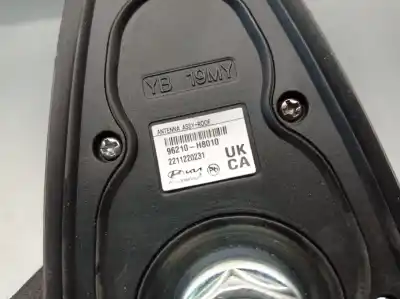 YB 19MY
ANTENNA ASSY-ROOF
96210-H8010
2211220231
UK
CA